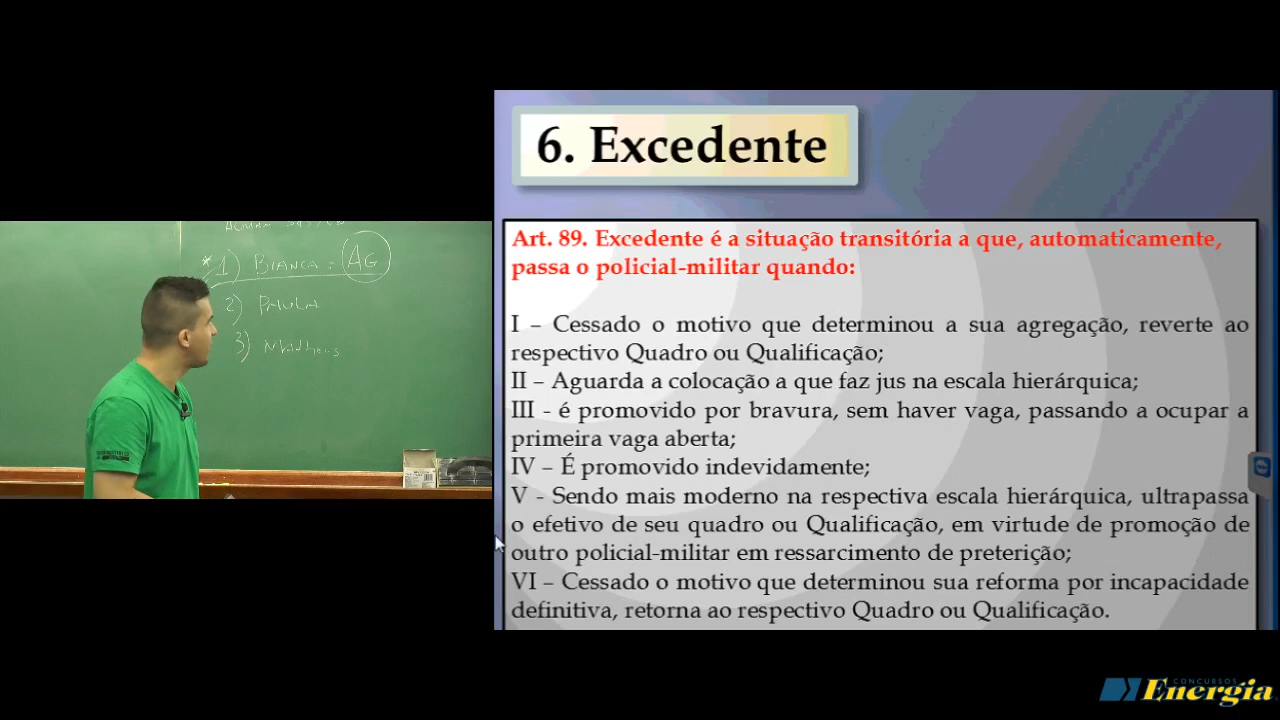 6. Excedente
Art. 89. Excedente é a situação transitória a que, automaticamente,
passa o policial-militar quando:
I – Cessado o motivo que determinou a sua agregação, reverte ao
respectivo Quadro ou Qualificação;
II – Aguarda a colocação a que faz jus na escala hierárquica;
III - é promovido por bravura, sem haver vaga, passando a ocupar a
primeira vaga aberta;
IV – É promovido indevidamente;
V - Sendo mais moderno na respectiva escala hierárquica, ultrapassa
o efetivo de seu quadro ou Qualificação, em virtude de promoção de
outro policial-militar em ressarcimento de preterição;
VI – Cessado o motivo que determinou sua reforma por incapacidade
definitiva, retorna ao respectivo Quadro ou Qualificação.
* 1) BIANCA : AG
2)
3)
CONCURSOS
Energia